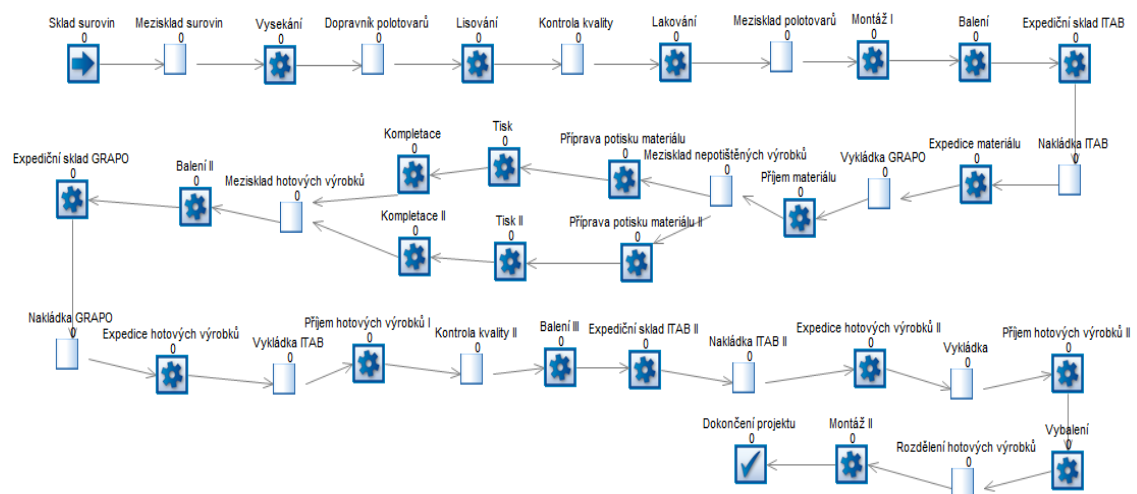 Sklad surovin
0
Mezisklad surovin
0
Vysekání
0
Dopravník polotovarů
0
Lisování
0
Kontrola kvality
0
Lakování
0
Mezisklad polotovarů
0
Montáž I
0
Balení
0
Expediční sklad ITAB
0
Nakládka ITAB
0
Expedice materiálu
0
Vykládka GRAPO
0
Příjem materiálu
0
Mezisklad nepotištěných výrobků
0
Příprava potisku materiálu
0
Tisk
0
Kompletace
0
Příprava potisku materiálu II
0
Tisk II
0
Kompletace II
0
Mezisklad hotových výrobků
0
Balení II
0
Expediční sklad GRAPO
0
Nakládka GRAPO
0
Expedice hotových výrobků
0
Vykládka ITAB
0
Příjem hotových výrobků I
0
Kontrola kvality II
0
Balení III
0
Expediční sklad ITAB II
0
Nakládka ITAB II
0
Expedice hotových výrobků II
0
Vykládka
0
Příjem hotových výrobků II
0
Vybalení
0
Rozdělení hotových výrobků
0
Montáž II
0
Dokončení projektu
0